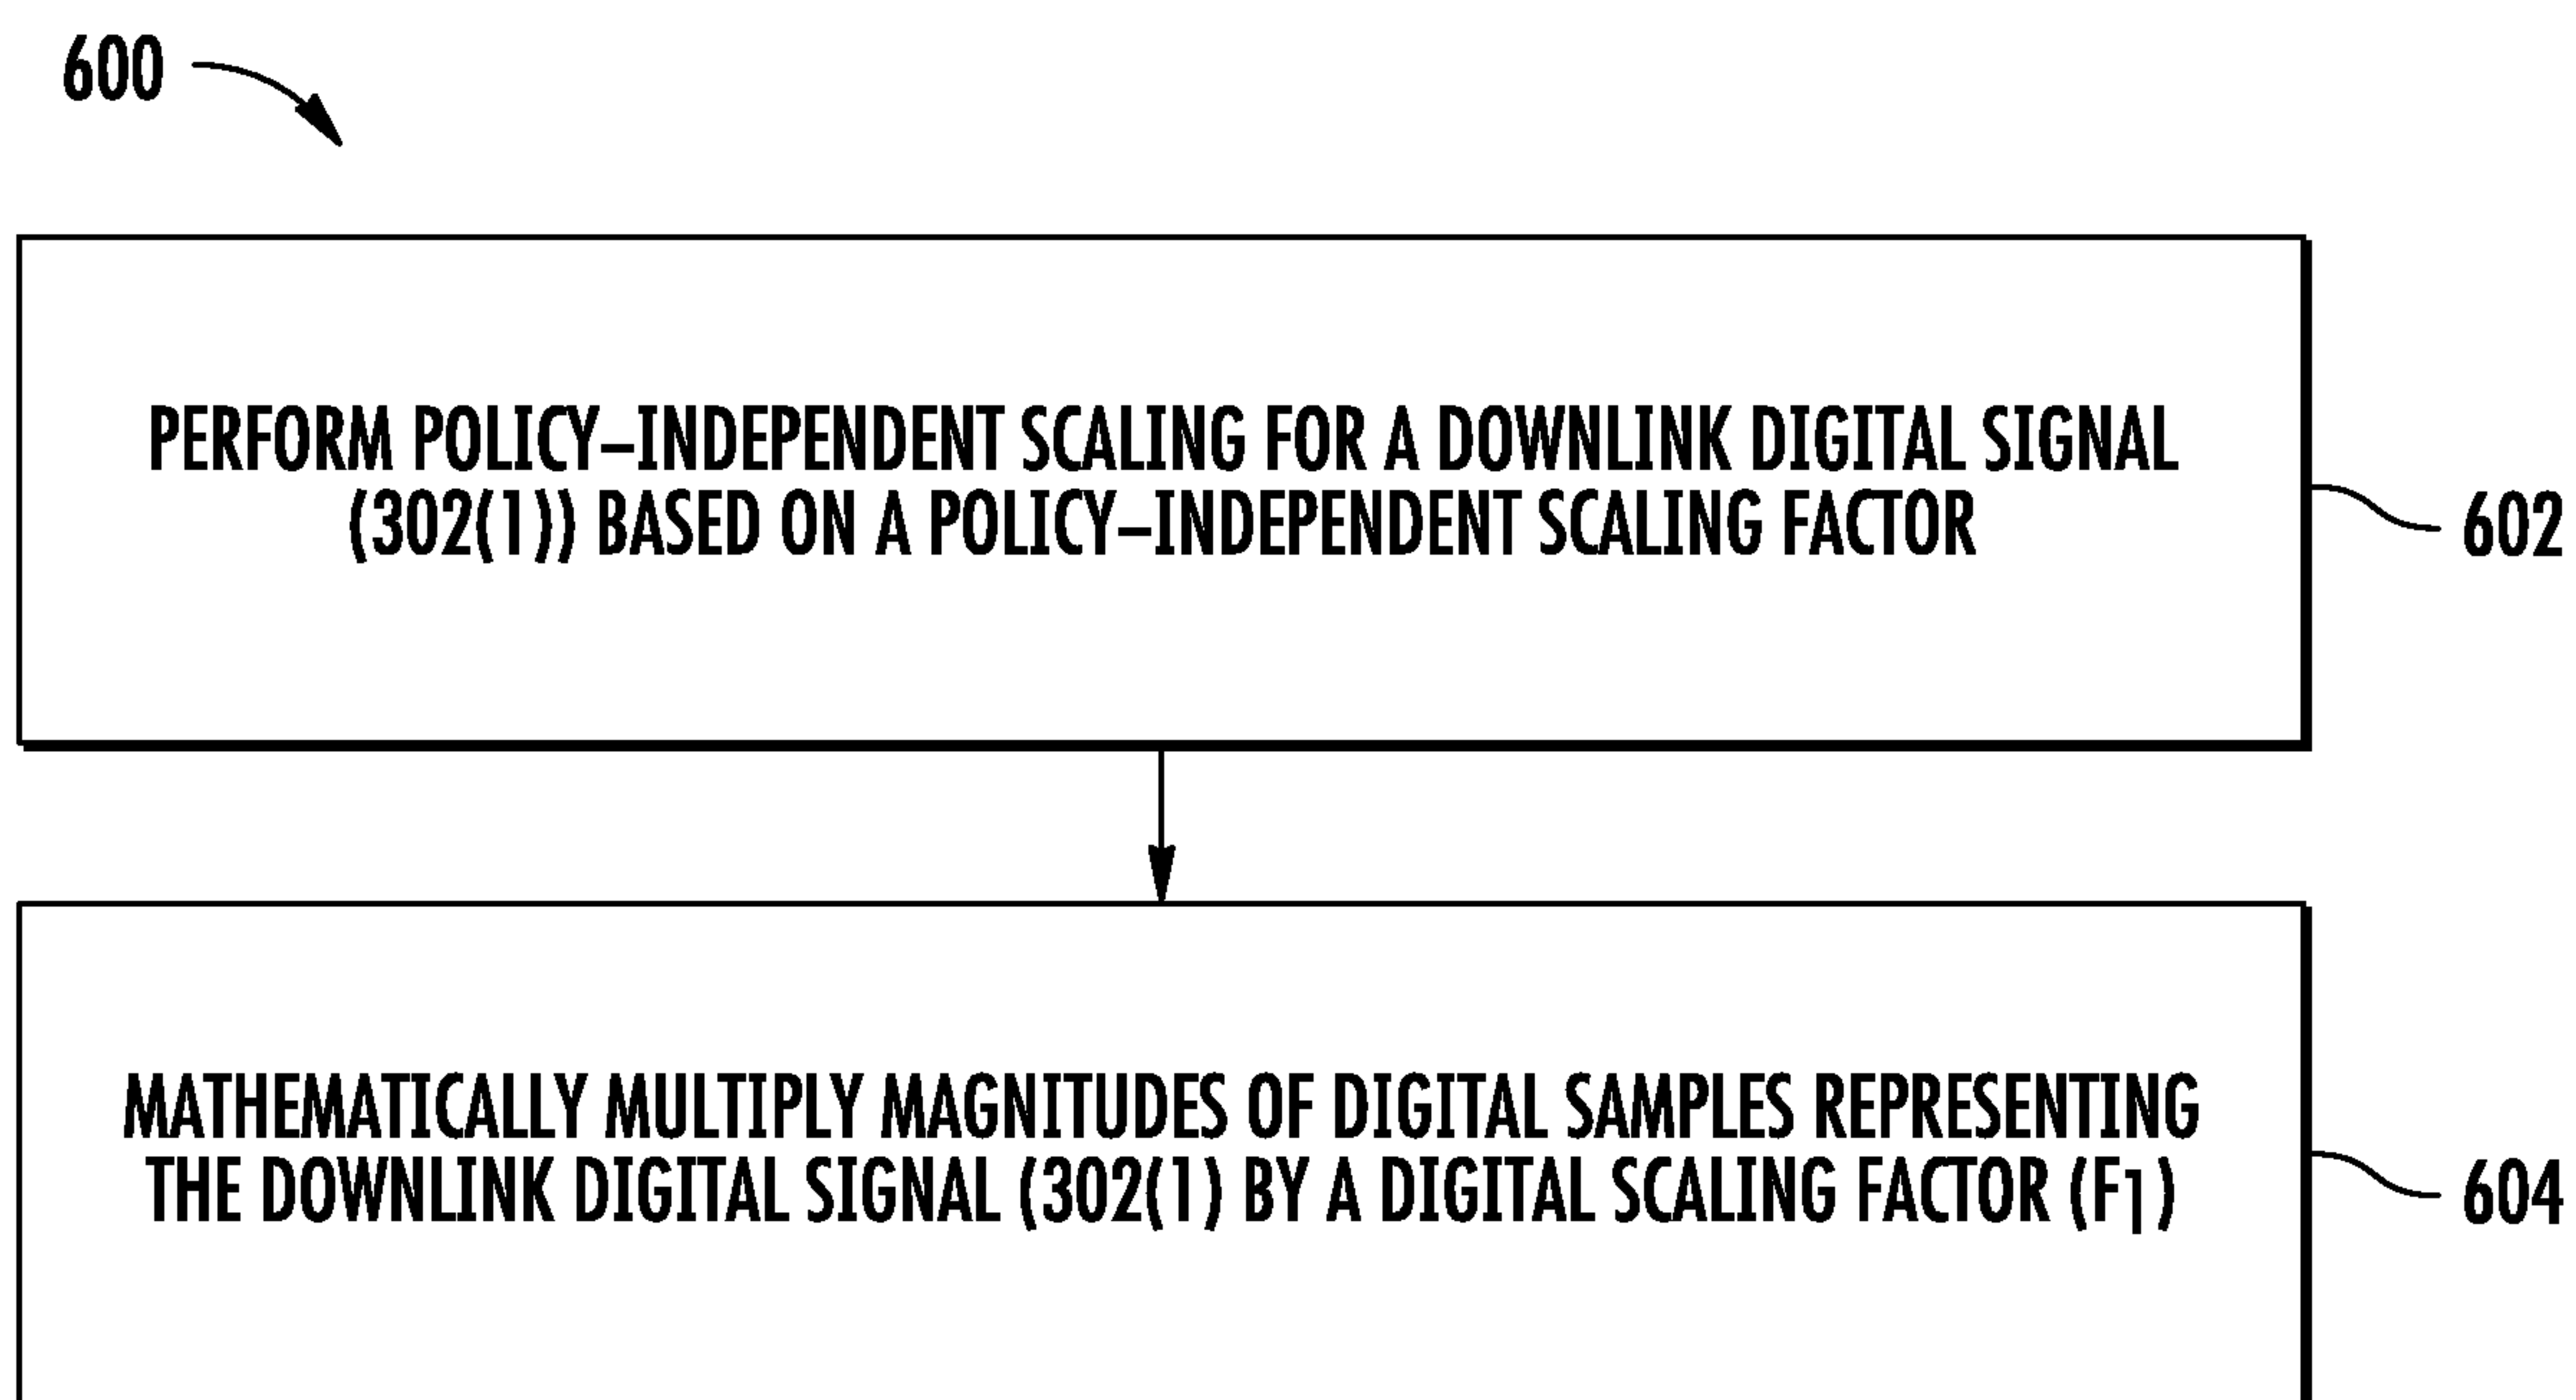 600
PERFORM POLICY–INDEPENDENT SCALING FOR A DOWNLINK DIGITAL SIGNAL
(302(1)) BASED ON A POLICY–INDEPENDENT SCALING FACTOR
602
MATHEMATICALLY MULTIPLY MAGNITUDES OF DIGITAL SAMPLES REPRESENTING
THE DOWNLINK DIGITAL SIGNAL (302(1) BY A DIGITAL SCALING FACTOR (F1)
604